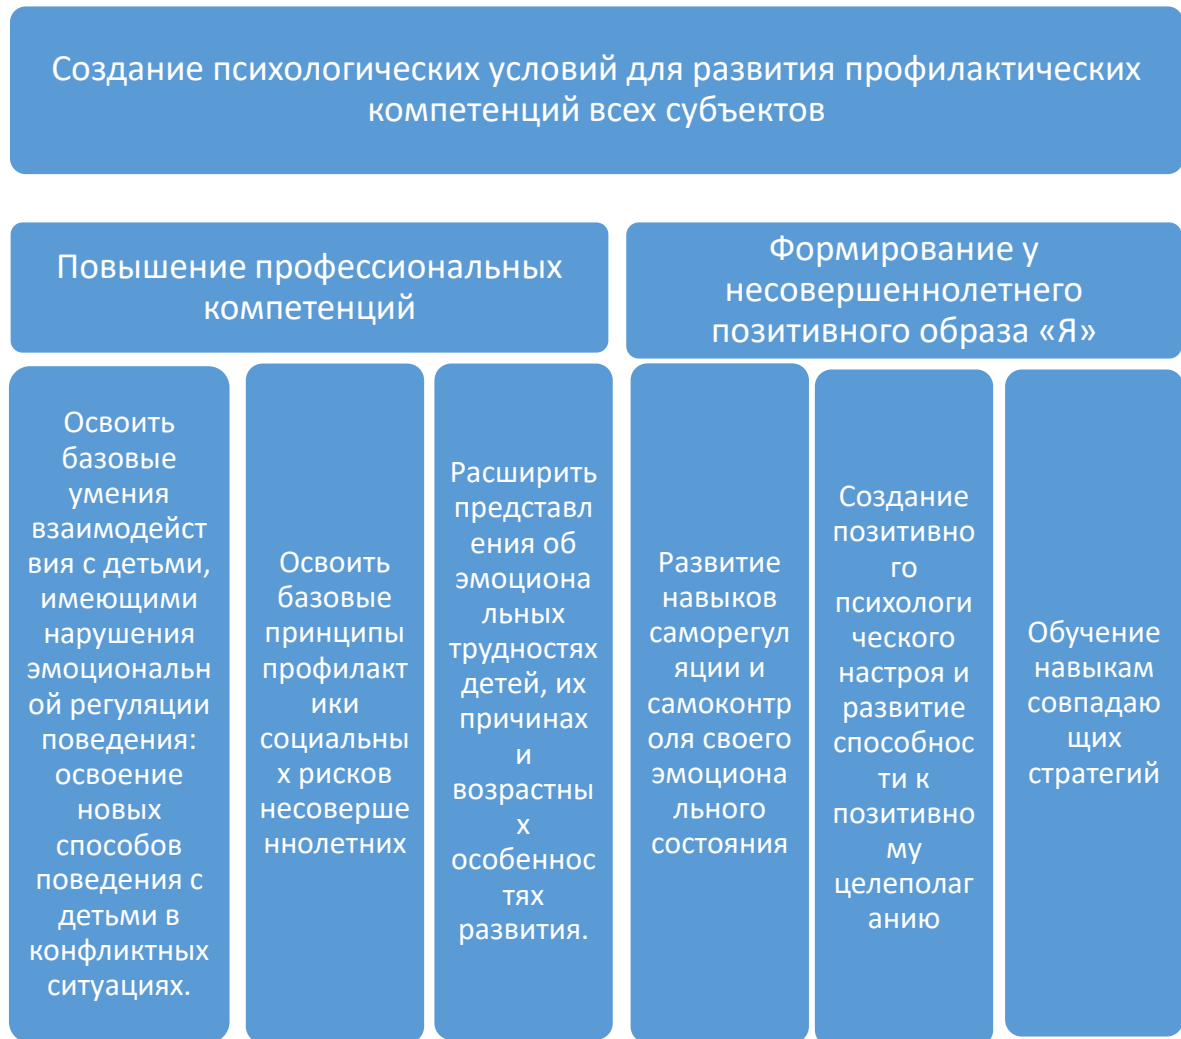 Создание психологических условий для развития профилактических
компетенций всех субъектов
Повышение профессиональных
компетенций
Формирование у
несовершеннолетнего
позитивного образа «Я»
Освоить
базовые
умения
взаимодейст
вия с детьми,
имеющими
нарушения
эмоциональн
ой регуляции
поведения:
освоение
новых
способов
поведения с
детьми в
конфликтных
ситуациях.
Освоить
базовые
принципы
профилакт
ики
социальны
х рисков
несоверше
ннолетних
Расширить
представл
ения об
эмоциона
льных
трудностях
детей, их
причинах
и
возрастны
х
особеннос
тях
развития.
Развитие
навыков
саморегул
яции и
самоконтр
оля своего
эмоциона
льного
состояния
Создание
позитивно
го
психологи
ческого
настроя и
развитие
способнос
ти к
позитивно
му
целеполаг
анию
Обучение
навыкам
совпадаю
щих
стратегий